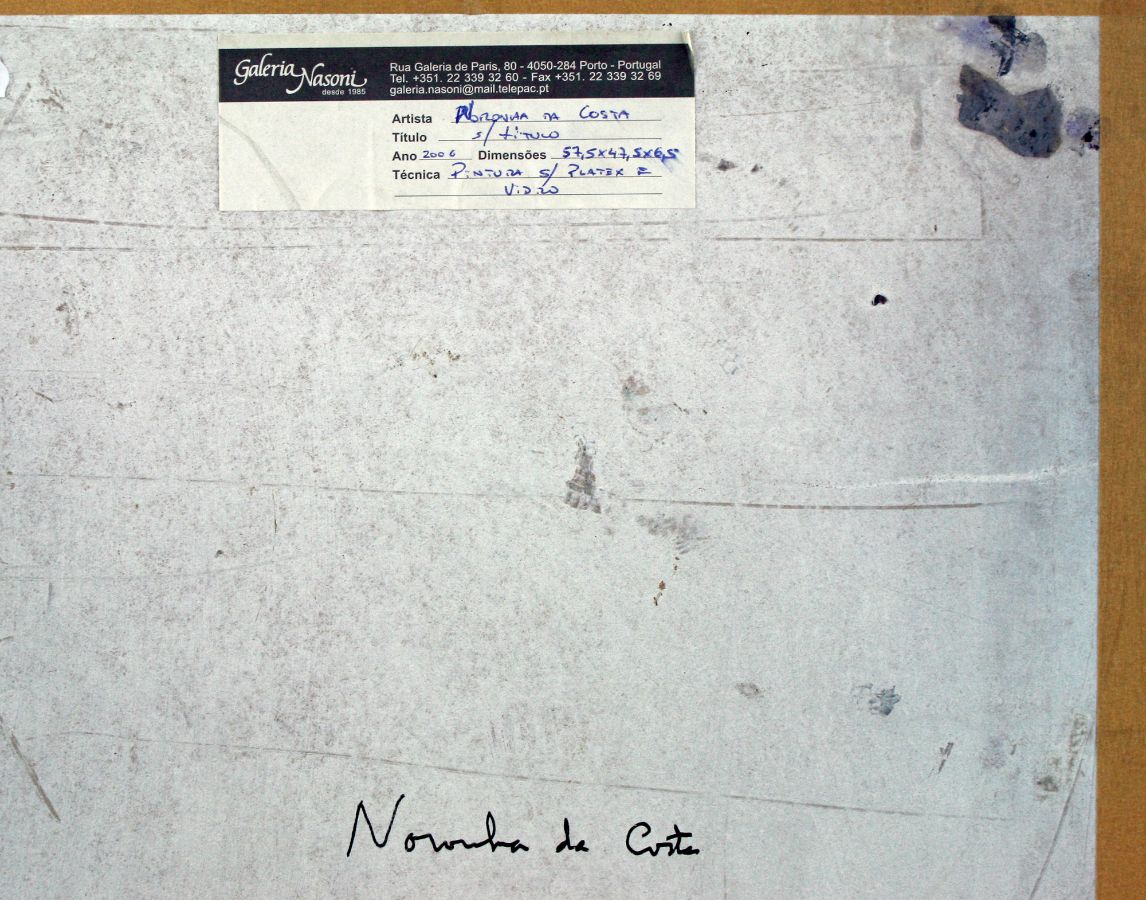 Galeria Nasoni
desde 1985
Rua Galeria de Paris, 80 - 4050-284 Porto - Portugal
Tel. +351. 22 339 32 60 - Fax +351. 22 339 32 69
galeria.nasoni@mail.telepac.pt
Artista NORONHA DA COSTA
Título s/ título
Ano 2006 Dimensões 57,5x47,5x6,5
Técnica PINTURA S/ PLATEX E
VIDRO
Noronha da Costa